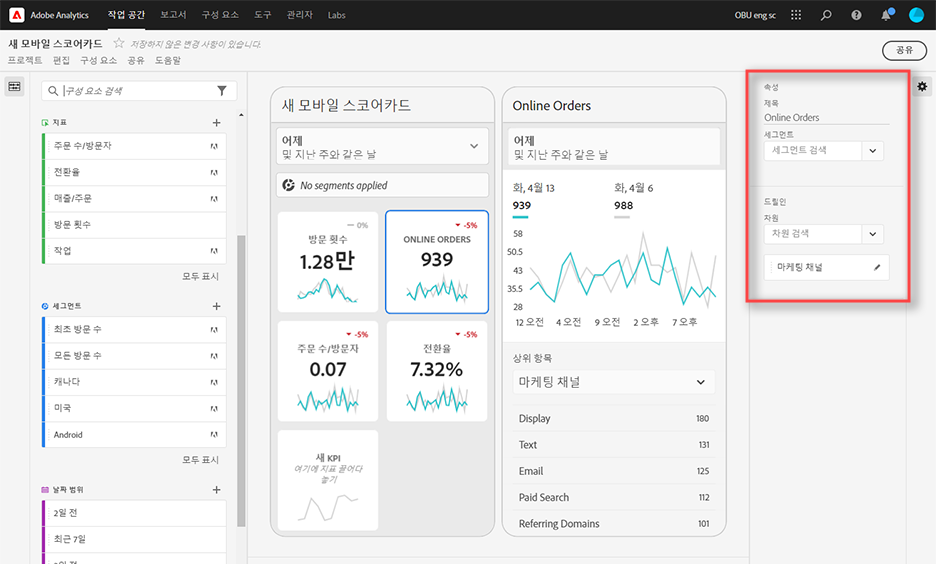 Adobe Analytics
작업 공간
보고서
구성 요소
도구
관리자
Labs
OBU eng sc
새 모바일 스코어카드
저장하지 않은 변경 사항이 있습니다.
프로젝트
편집
구성 요소
공유
도움말
공유
구성 요소 검색
지표
주문 수/방문자
전환율
매출/주문
방문 횟수
작업
모두 표시
세그먼트
최초 방문 수
모든 방문 수
캐나다
미국
Android
모두 표시
날짜 범위
2일 전
최근 7일
새 모바일 스코어카드
어제
및 지난 주와 같은 날
No segments applied
0%
방문 횟수
1.28만
-5%
ONLINE ORDERS
939
-5%
주문 수/방문자
0.07
-5%
전환율
7.32%
새 KPI
여기에 지표 끌어다
놓기
Online Orders
어제
및 지난 주와 같은 날
화, 4월 13
939
화, 4월 6
988
58
50.5
43
35.5
28
12 오전
4 오전
9 오전
2 오후
7 오후
상위 항목
마케팅 채널
Display 180
Text 131
Email 125
Paid Search 112
Referring Domains 101
속성
제목
Online Orders
세그먼트
세그먼트 검색
드릴인
차원
차원 검색
마케팅 채널